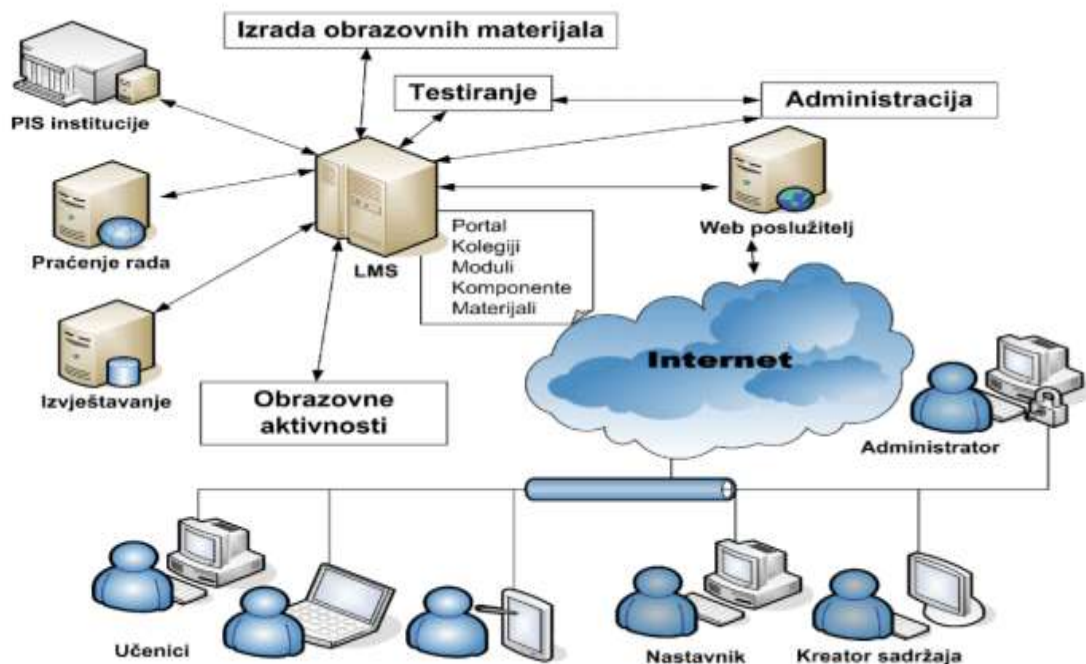 Izrada obrazovnih materijala
Testiranje
Administracija
PIS institucije
Praćenje rada
LMS
Portal
Kolegiji
Moduli
Komponente
Materijali
Web poslužitelj
Izvještavanje
Obrazovne
aktivnosti
Internet
Administrator
Učenici
Nastavnik
Kreator sadržaja